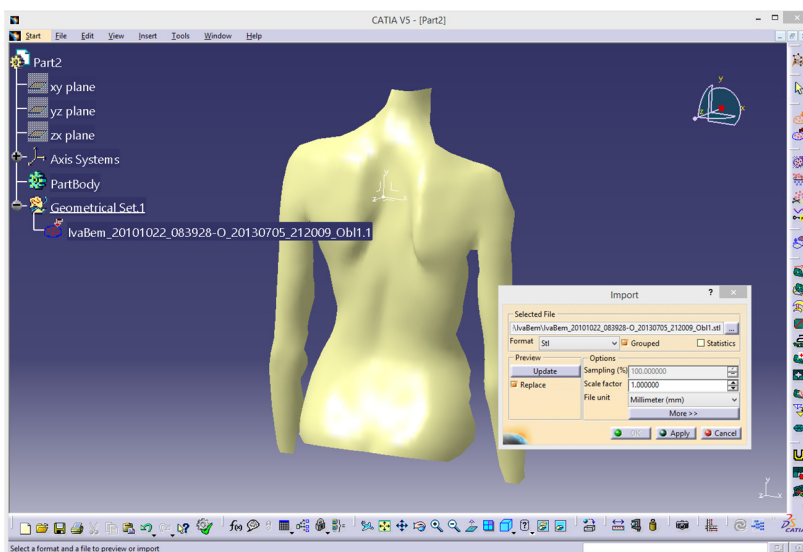 CATIA V5 - [Part2]
Start File Edit View Insert Tools Window Help
Part2
xy plane
yz plane
zx plane
Axis Systems
PartBody
Geometrical Set.1
IvaBem_20101022_083928-O_20130705_212009_Obl1.1
y
x
z
Import
Selected File
\IvaBem\IvaBem_20101022_083928-O_20130705_212009_Obl1.stl ...
Format Stl Grouped Statistics
Preview
Update
Replace
Options
Sampling (%) 100.000000
Scale factor 1.000000
File unit Millimeter (mm)
More >>
OK Apply Cancel
y
z x
f(x)
CATIA
Select a format and a file to preview or import